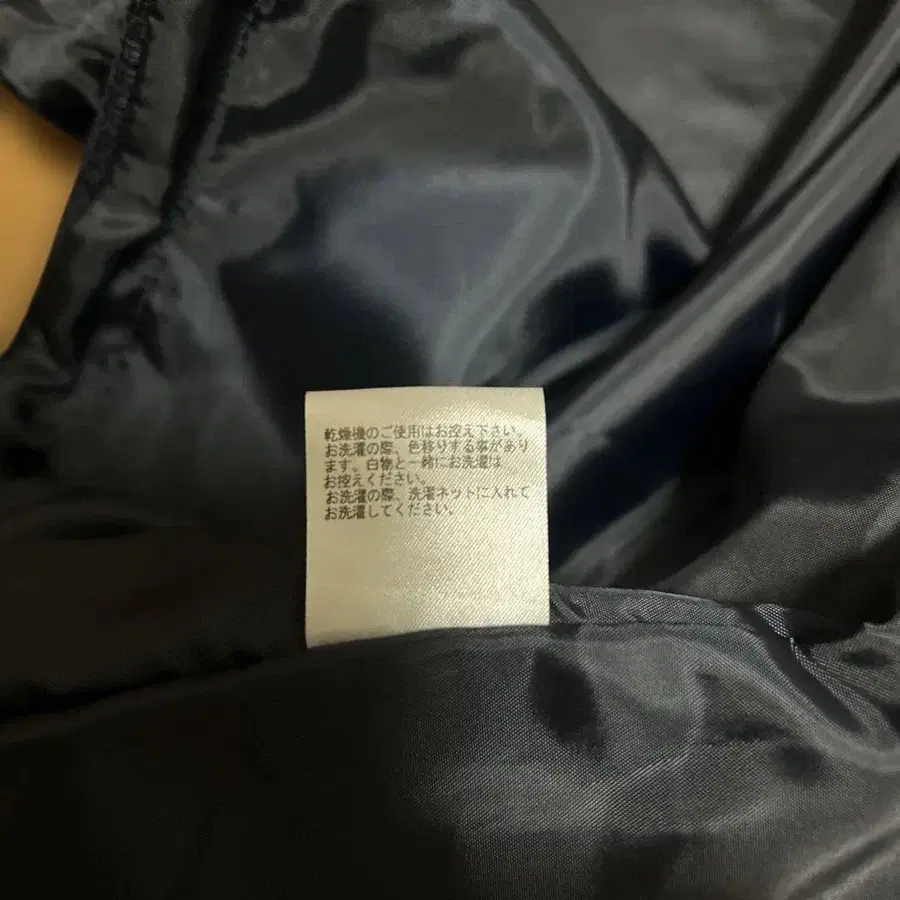 乾燥機のご使用はお控え下さい。
お洗濯の際、色移りする事があり
ます。白物と一緒にお洗濯は
お控えください。
お洗濯の際、洗濯ネットに入れて
お洗濯してください。